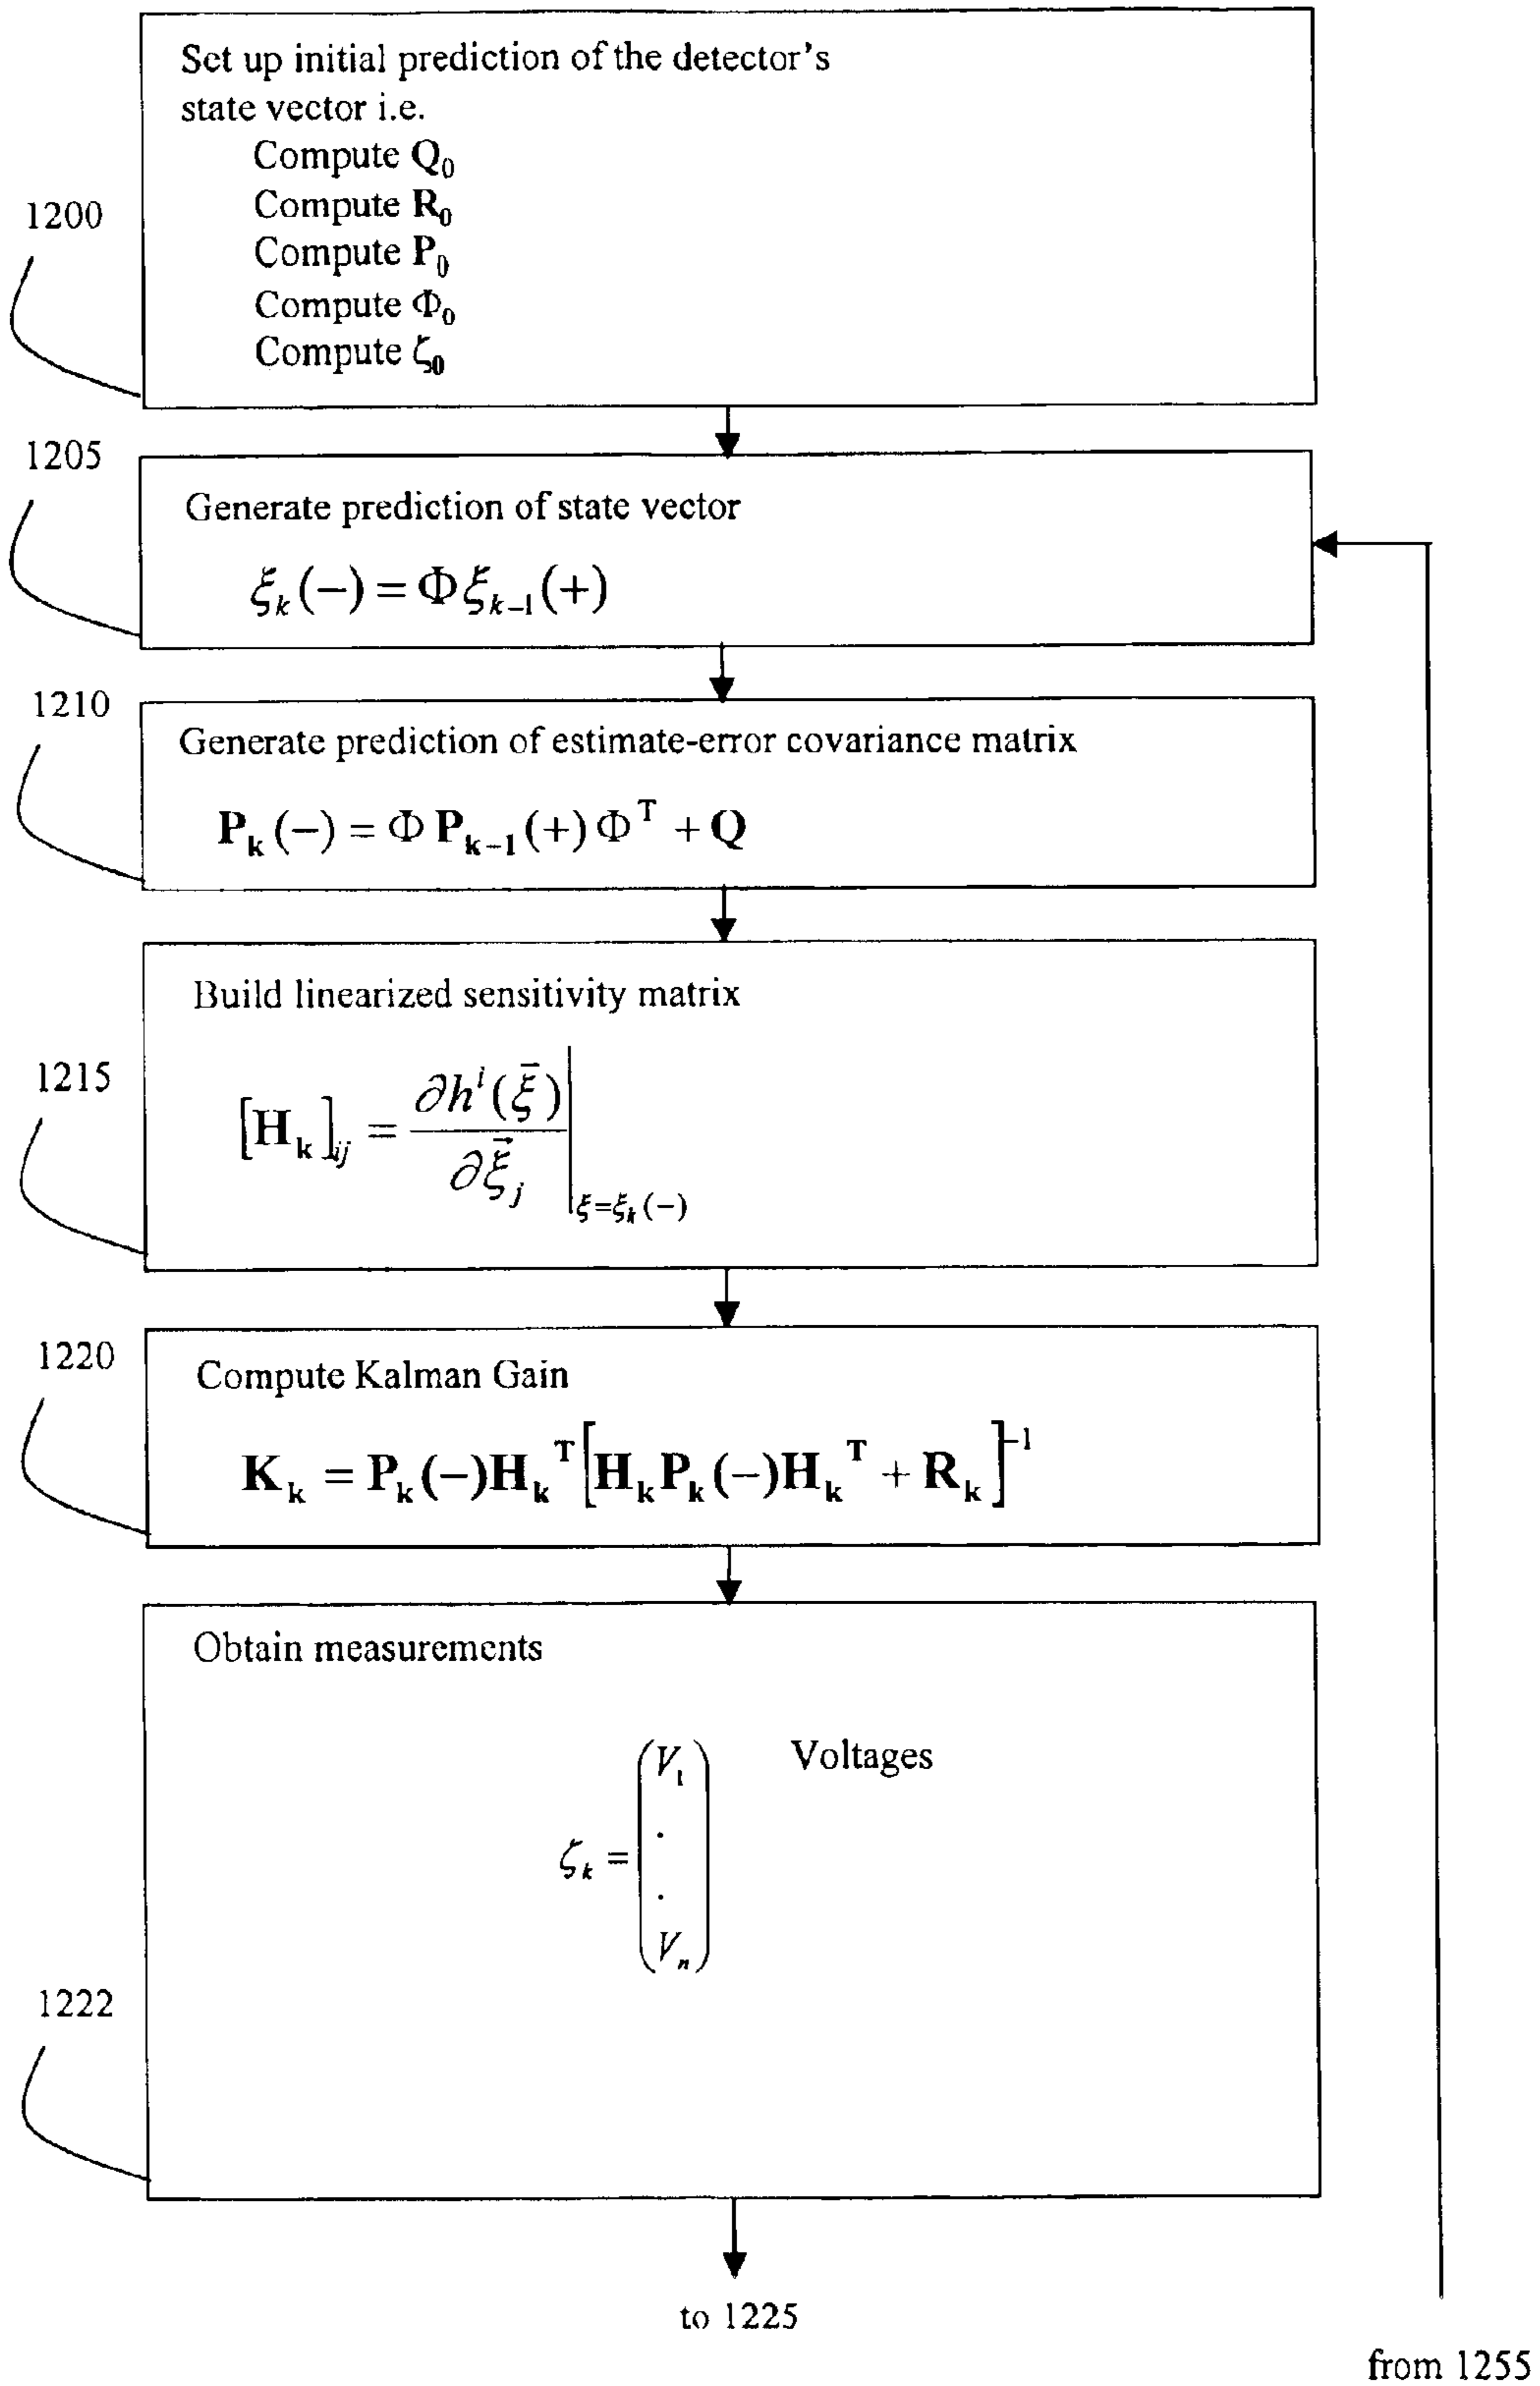 Set up initial prediction of the detector's
state vector i.e.
Compute Q₀
Compute R₀
Compute P₀
Compute Φ₀
Compute ζ₀
1200
1205
Generate prediction of state vector
ξₖ(−) = Φ ξₖ₋₁(+)
1210
Generate prediction of estimate-error covariance matrix
Pₖ(−) = Φ Pₖ₋₁(+) Φᵀ + Q
Build linearized sensitivity matrix
1215
[Hₖ]ᵢⱼ = ∂hⁱ(ξ̄) / ∂ξ⃗ⱼ |ξ=ξₖ(−)
1220
Compute Kalman Gain
Kₖ = Pₖ(−)Hₖᵀ[HₖPₖ(−)Hₖᵀ + Rₖ]⁻¹
Obtain measurements
V₁ Voltages
.
ζₖ =
.
Vₙ
1222
to 1225
from 1255